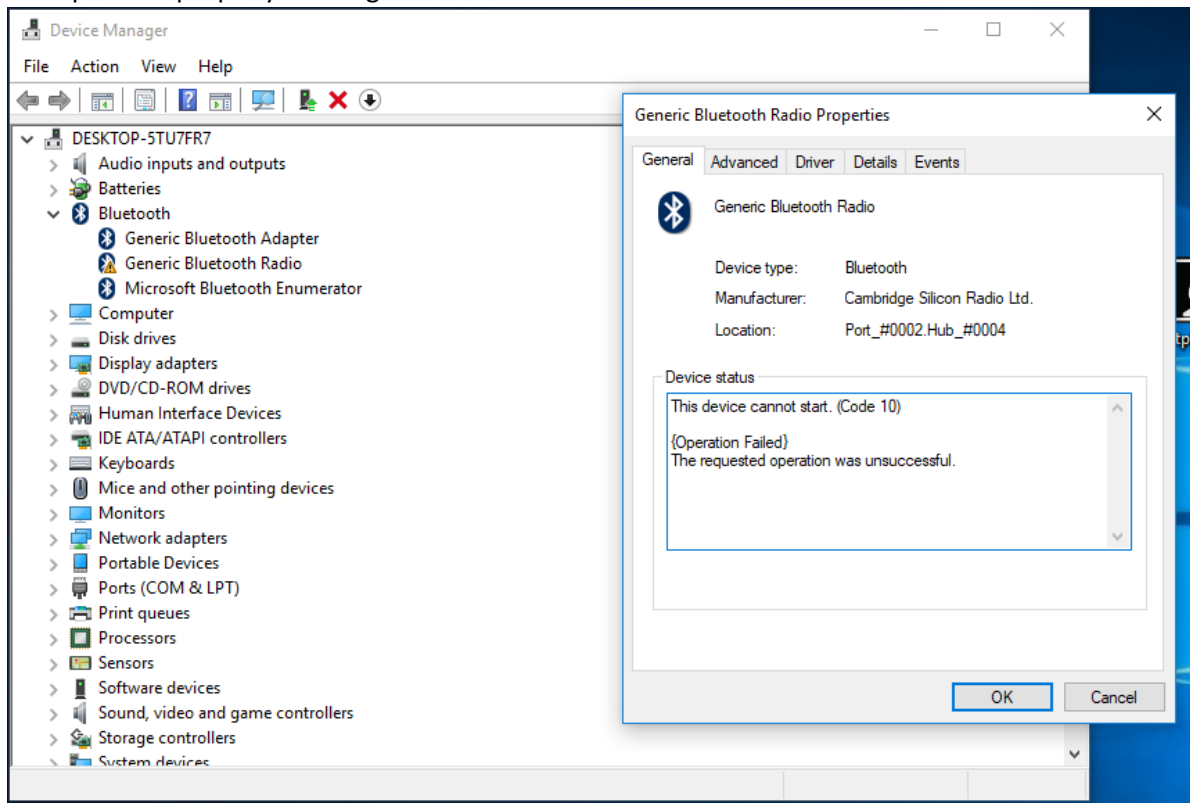 Device Manager
File Action View Help
DESKTOP-5TU7FR7
Audio inputs and outputs
Batteries
Bluetooth
Generic Bluetooth Adapter
Generic Bluetooth Radio
Microsoft Bluetooth Enumerator
Computer
Disk drives
Display adapters
DVD/CD-ROM drives
Human Interface Devices
IDE ATA/ATAPI controllers
Keyboards
Mice and other pointing devices
Monitors
Network adapters
Portable Devices
Ports (COM & LPT)
Print queues
Processors
Sensors
Software devices
Sound, video and game controllers
Storage controllers
System devices
Generic Bluetooth Radio Properties
General Advanced Driver Details Events
Generic Bluetooth Radio
Device type: Bluetooth
Manufacturer: Cambridge Silicon Radio Ltd.
Location: Port_#0002.Hub_#0004
Device status
This device cannot start. (Code 10)
{Operation Failed}
The requested operation was unsuccessful.
OK Cancel